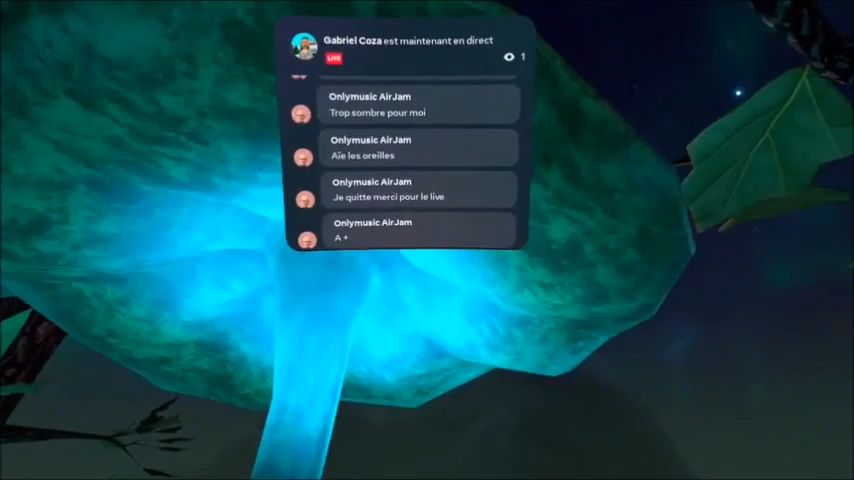 Gabriel Coza est maintenant en direct
LIVE
1
Onlymusic AirJam
Trop sombre pour moi
Onlymusic AirJam
Aïe les oreilles
Onlymusic AirJam
Je quitte merci pour le live
Onlymusic AirJam
A +